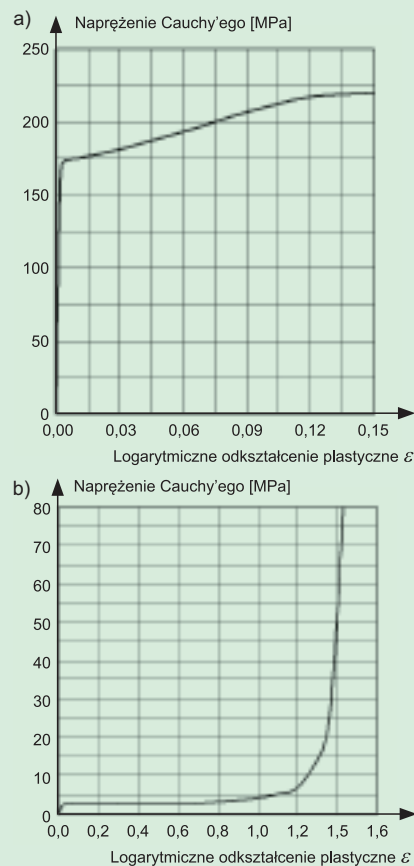 a) Naprężenie Cauchy’ego [MPa]
250
200
150
100
50
0
0,00 0,03 0,06 0,09 0,12 0,15
Logarytmiczne odkształcenie plastyczne ε
b) Naprężenie Cauchy’ego [MPa]
80
70
60
50
40
30
20
10
0
0,0 0,2 0,4 0,6 0,8 1,0 1,2 1,5 1,6
Logarytmiczne odkształcenie plastyczne ε